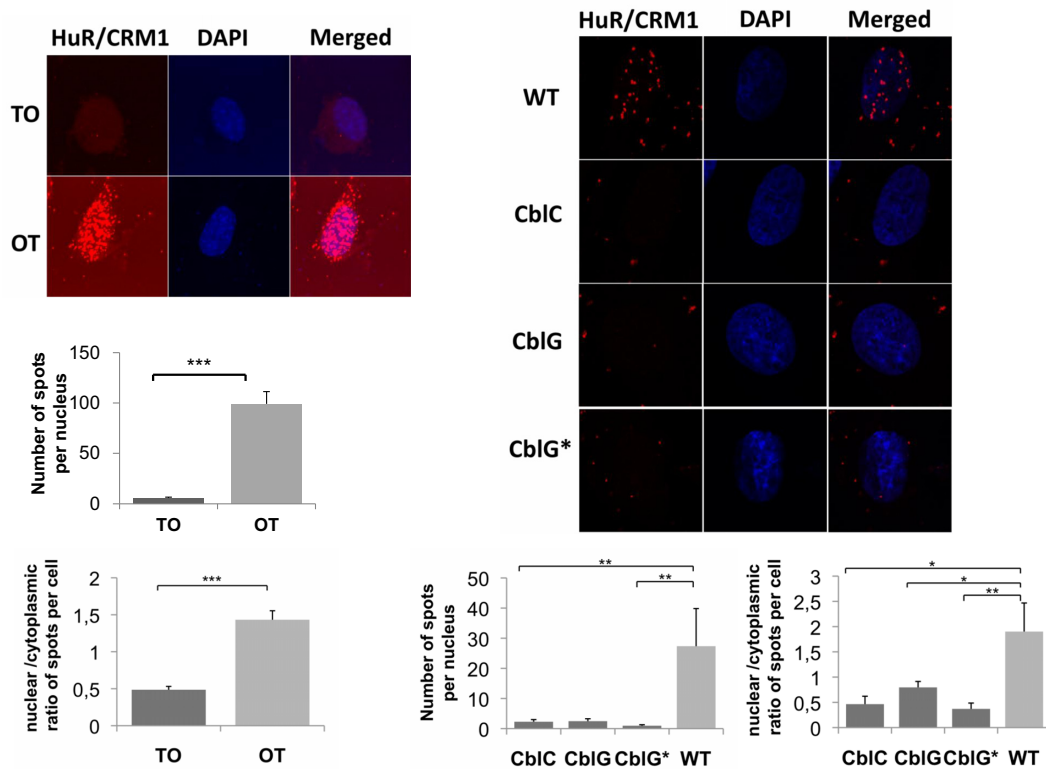 HuR/CRM1 DAPI Merged
TO
OT
Number of spots per nucleus
150
100
50
0
***
TO OT
nuclear /cytoplasmic ratio of spots per cell
2
1,5
1
0,5
0
***
TO OT
HuR/CRM1 DAPI Merged
WT
CblC
CblG
CblG*
Number of spots per nucleus
50
40
30
20
10
0
**
**
CblC CblG CblG* WT
nuclear /cytoplasmic ratio of spots per cell
3
2,5
2
1,5
1
0,5
0
*
*
**
CblC CblG CblG* WT